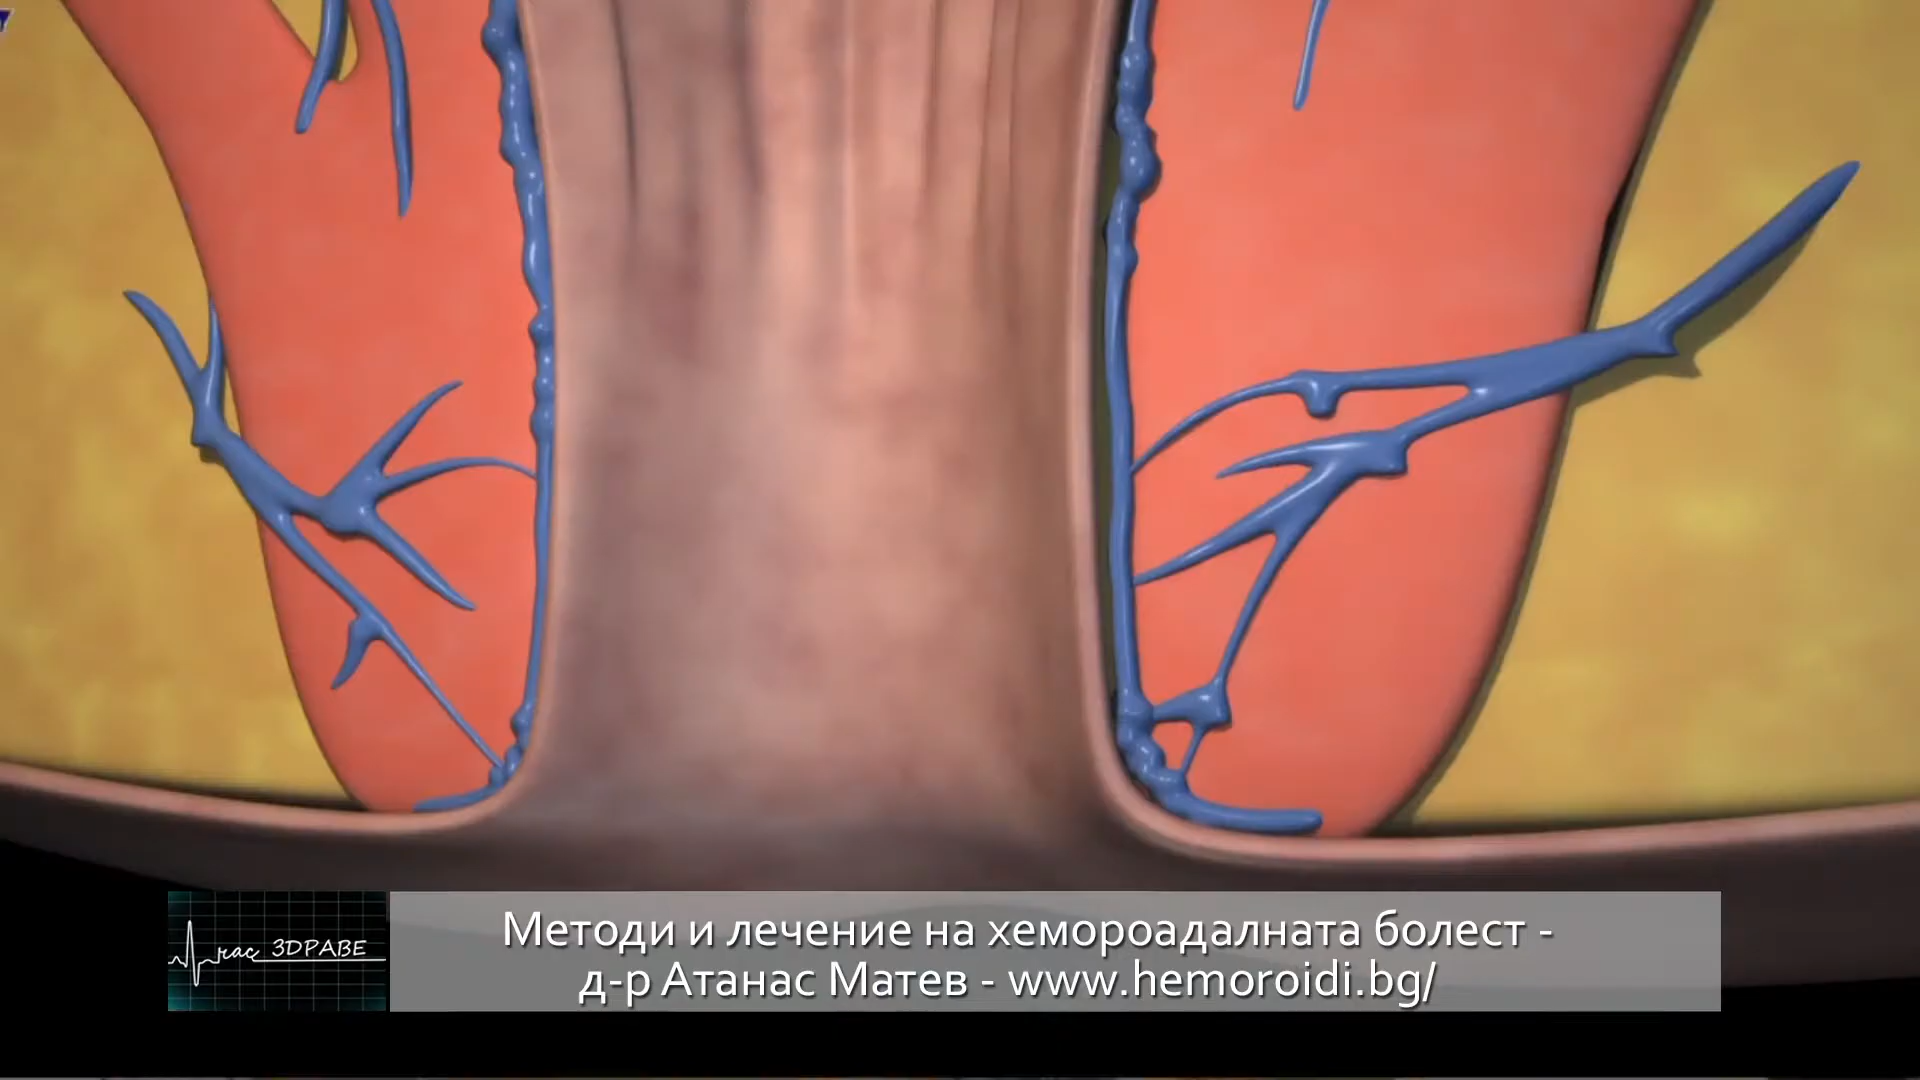 Методи и лечение на хемороадалната болест -
д-р Атанас Матев - www.hemoroidi.bg/
час ЗДРАВЕ